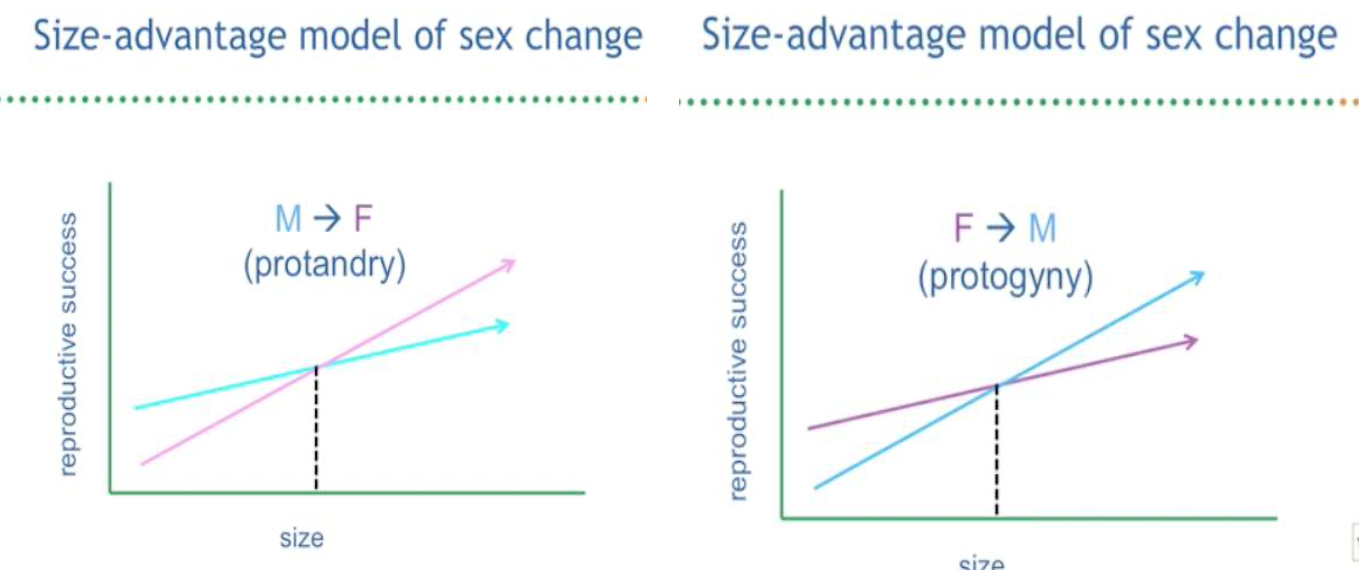 Size-advantage model of sex change
reproductive success
M → F
(protandry)
size
Size-advantage model of sex change
reproductive success
F → M
(protogyny)
size